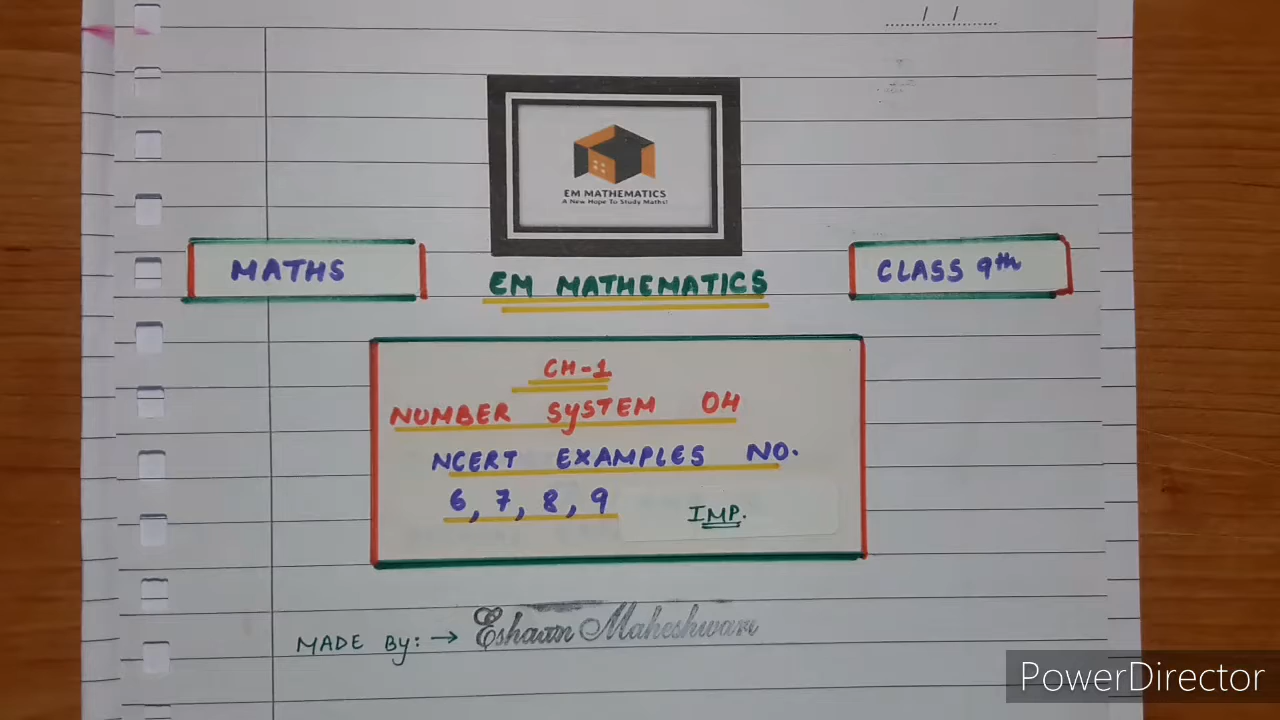 / /
EM MATHEMATICS
A New Hope To Study Maths!
MATHS
EM MATHEMATICS
CLASS 9th
CH-1
NUMBER SYSTEM 04
NCERT EXAMPLES NO.
6, 7, 8, 9
IMP.
MADE BY: → Eshaan Maheshwari
PowerDirector